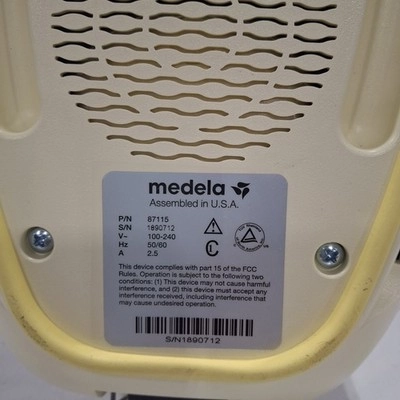 medela
Assembled in U.S.A.
P/N 87115
S/N 1890712
V~ 100-240
Hz 50/60
A 2.5
This device complies with part 15 of the FCC
Rules. Operation is subject to the following two
conditions: (1) This device may not cause harmful
interference, and (2) this device must accept any
interference received, including interference that
may cause undesired operation.
S/N1890712